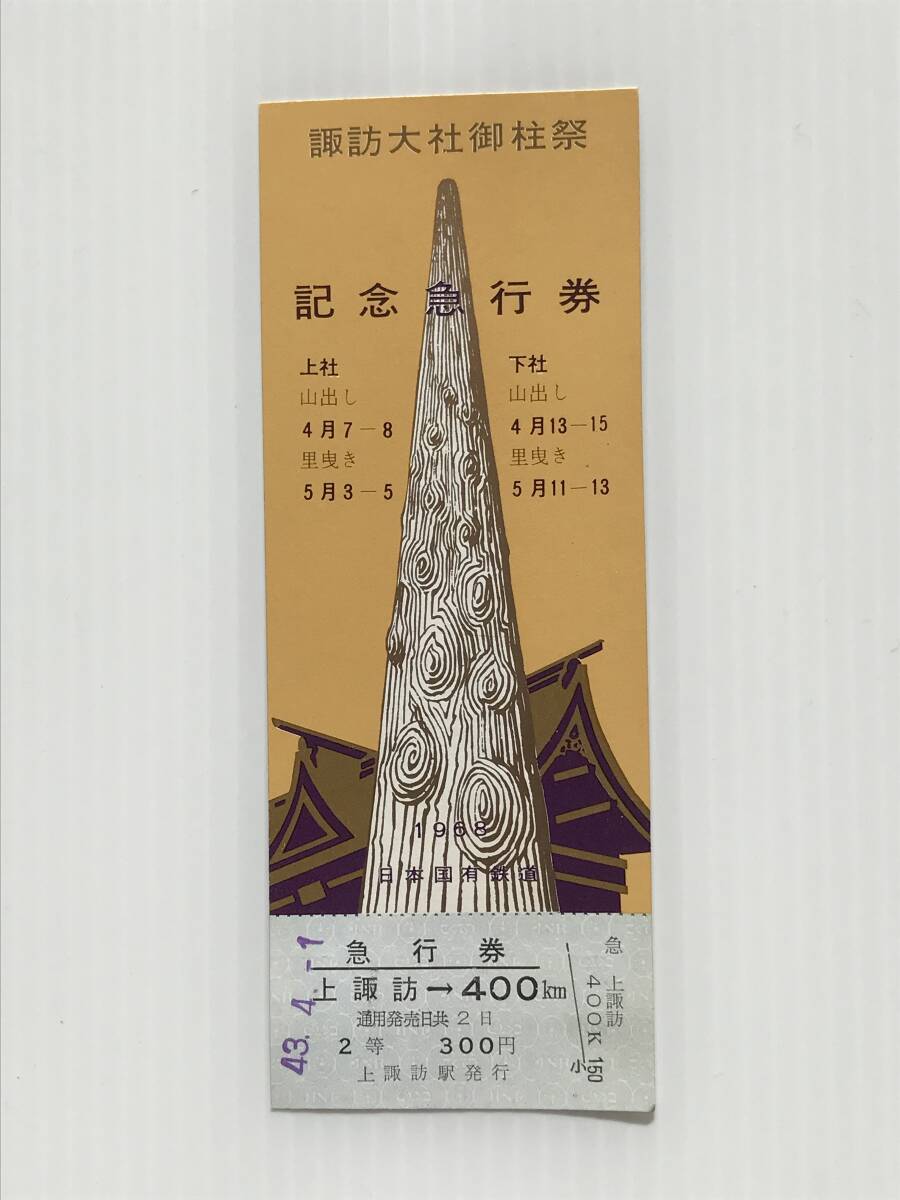 諏訪大社御柱祭
記念急行券
上社
山出し
4月7-8
里曳き
5月3-5
下社
山出し
4月13-15
里曳き
5月11-13
1968
日本国有鉄道
43.4.-1
急行券
上諏訪→400km
通用発売日共2日
2等 300円
上諏訪駅発行
急 上諏訪
400K
小150